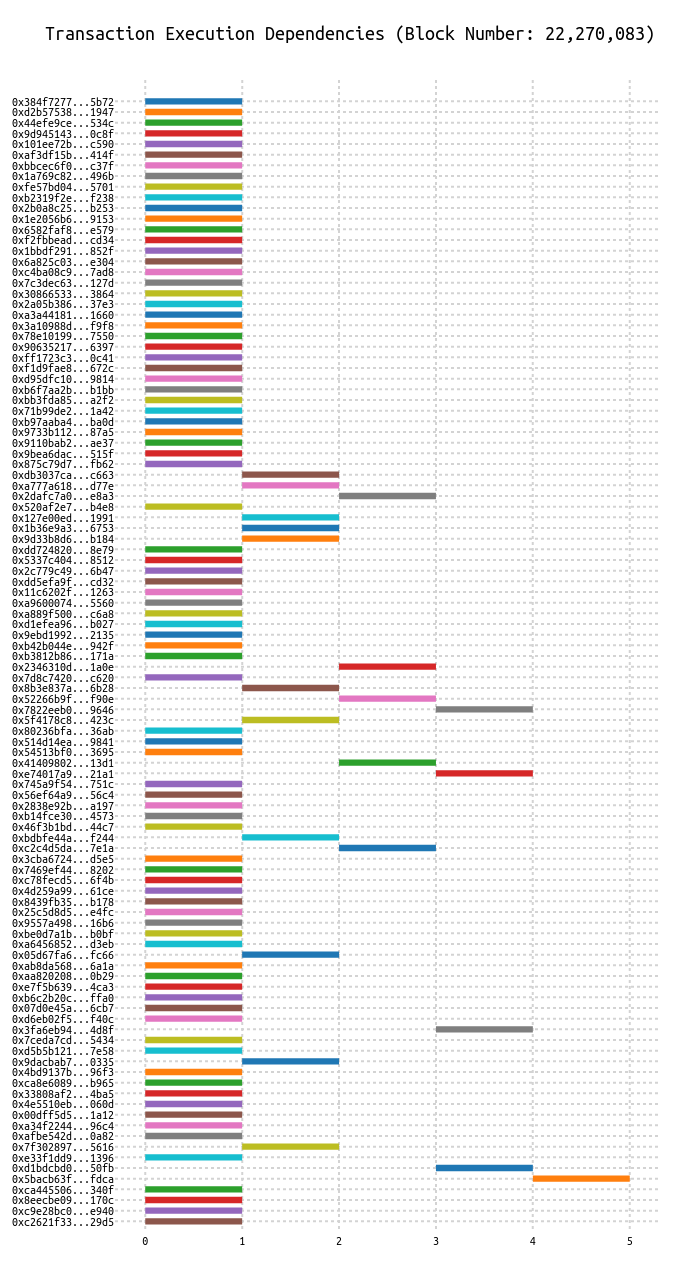 Transaction Execution Dependencies (Block Number: 22,270,083)
0x384f7277...5b72
0xd2b57538...1947
0x44efe9ce...534c
0x9d945143...0c8f
0x101ee72b...c590
0xaf3df15b...414f
0xbbcec6f0...c37f
0x1a769c82...496b
0xfe57bd04...5701
0xb2319f2e...f238
0x2b0a8c25...b253
0x1e2056b6...9153
0x6582faf8...e579
0xf2fbbead...cd34
0x1bbdf291...852f
0x6a825c03...e304
0xc4ba08c9...7ad8
0x7c3dec63...127d
0x30866533...3864
0x2a05b386...37e3
0xa3a44181...1660
0x3a10988d...f9f8
0x78e10199...7550
0x90635217...6397
0xff1723c3...0c41
0xf1d9fae8...672c
0xd95dfc10...9814
0xb6f7aa2b...b1bb
0xbb3fda85...a2f2
0x71b99de2...1a42
0xb97aaba4...ba0d
0x9733b112...87a5
0x9110bab2...ae37
0x9bea6dac...515f
0x875c79d7...fb62
0xdb3037ca...c663
0xa777a618...d77e
0x2dafc7a0...e8a3
0x520af2e7...b4e8
0x127e00ed...1991
0x1b36e9a3...6753
0x9d33b8d6...b184
0xdd724820...8e79
0x5337c404...8512
0x2c779c49...6b47
0xdd5efa9f...cd32
0x11c6202f...1263
0xa9600074...5560
0xa889f500...c6a8
0xd1efea96...b027
0x9ebd1992...2135
0xb42b044e...942f
0xb3812b86...171a
0x2346310d...1a0e
0x7d8c7420...c620
0x8b3e837a...6b28
0x52266b9f...f90e
0x7822eeb0...9646
0x5f4178c8...423c
0x80236bfa...36ab
0x514d14ea...9841
0x54513bf0...3695
0x41409802...13d1
0xe74017a9...21a1
0x745a9f54...751c
0x56ef64a9...56c4
0x2838e92b...a197
0xb14fce30...4573
0x46f3b1bd...44c7
0xbdbfe44a...f244
0xc2c4d5da...7e1a
0x3cba6724...d5e5
0x7469ef44...8202
0xc78fecd5...6f4b
0x4d259a99...61ce
0x8439fb35...b178
0x25c5d8d5...e4fc
0x9557a498...16b6
0xbe0d7a1b...b0bf
0xa6456852...d3eb
0x05d67fa6...fc66
0xab8da568...6a1a
0xaa820208...0b29
0xe7f5b639...4ca3
0xb6c2b20c...ffa0
0x07d0e45a...6cb7
0xd6eb02f5...f40c
0x3fa6eb94...4d8f
0x7ceda7cd...5434
0xd5b5b121...7e58
0x9dacbab7...0335
0x4bd9137b...96f3
0xca8e6089...b965
0x33808af2...4ba5
0x4e5510eb...060d
0x00dff5d5...1a12
0xa34f2244...96c4
0xafbe542d...0a82
0x7f302897...5616
0xe33f1dd9...1396
0xd1bdcbd0...50fb
0x5bacb63f...fdca
0xca445506...340f
0x8eecbe09...170c
0xc9e28bc0...e940
0xc2621f33...29d5
0 1 2 3 4 5